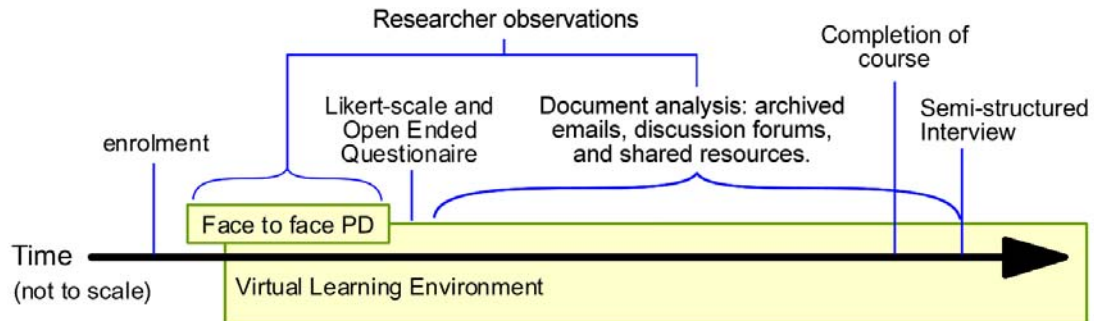 Researcher observations
Completion of
course
Likert-scale and
Open Ended
Questionaire
Document analysis: archived
emails, discussion forums,
and shared resources.
Semi-structured
Interview
enrolment
Face to face PD
Time
(not to scale)
Virtual Learning Environment